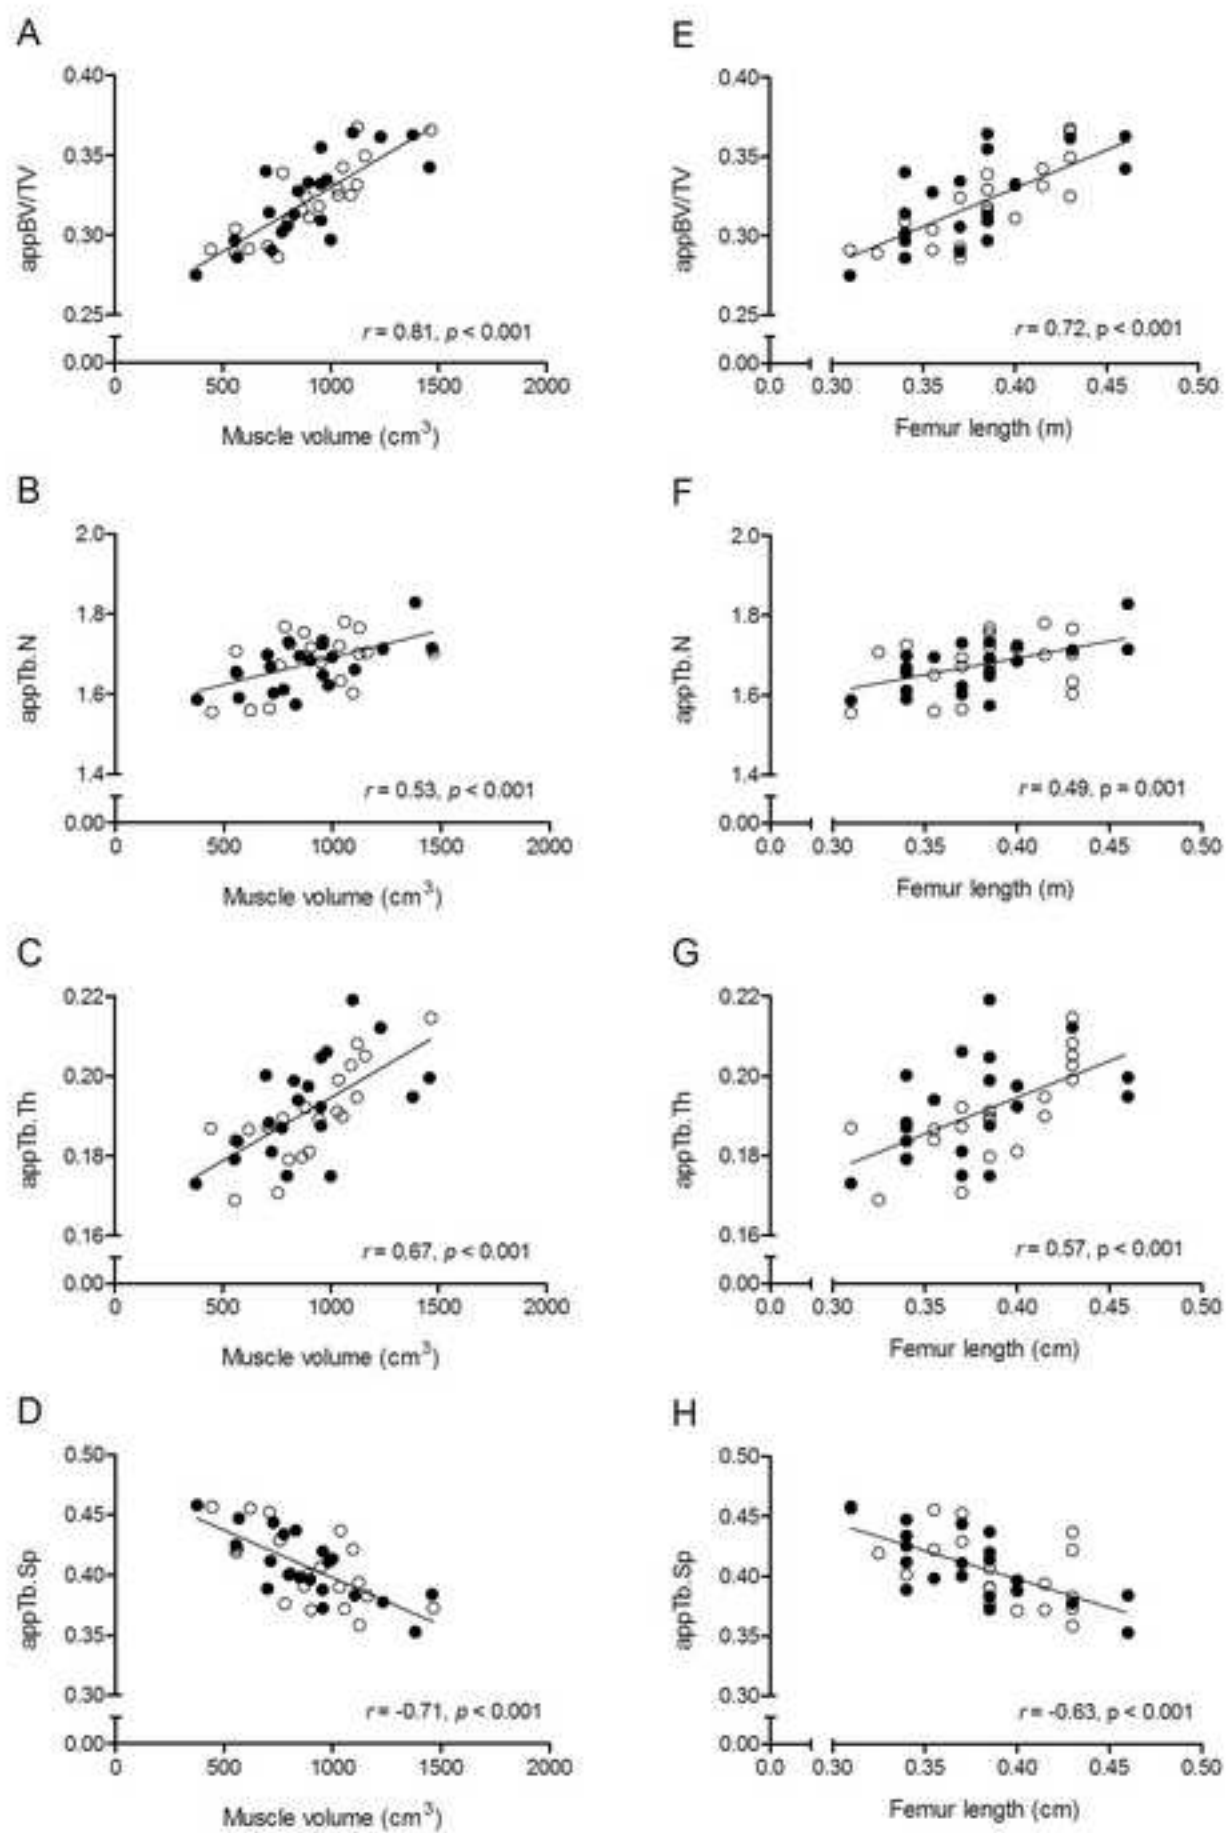 A
0.40
0.35
0.30
0.25
0.00
appBV/TV
r = 0.81, p < 0.001
0 500 1000 1500 2000
Muscle volume (cm³)
E
0.40
0.35
0.30
0.25
0.00
appBV/TV
r = 0.72, p < 0.001
0.0 0.30 0.35 0.40 0.45 0.50
Femur length (m)
B
2.0
1.8
1.6
1.4
0.00
appTb.N
r = 0.53, p < 0.001
0 500 1000 1500 2000
Muscle volume (cm³)
F
2.0
1.8
1.6
1.4
0.00
appTb.N
r = 0.49, p = 0.001
0.0 0.30 0.35 0.40 0.45 0.50
Femur length (m)
C
0.22
0.20
0.18
0.16
0.00
appTb.Th
r = 0.67, p < 0.001
0 500 1000 1500 2000
Muscle volume (cm³)
G
0.22
0.20
0.18
0.16
0.00
appTb.Th
r = 0.57, p < 0.001
0.0 0.30 0.35 0.40 0.45 0.50
Femur length (cm)
D
0.50
0.45
0.40
0.35
0.30
0.00
appTb.Sp
r = -0.71, p < 0.001
0 500 1000 1500 2000
Muscle volume (cm³)
H
0.50
0.45
0.40
0.35
0.30
0.00
appTb.Sp
r = -0.63, p < 0.001
0.0 0.30 0.35 0.40 0.45 0.50
Femur length (cm)